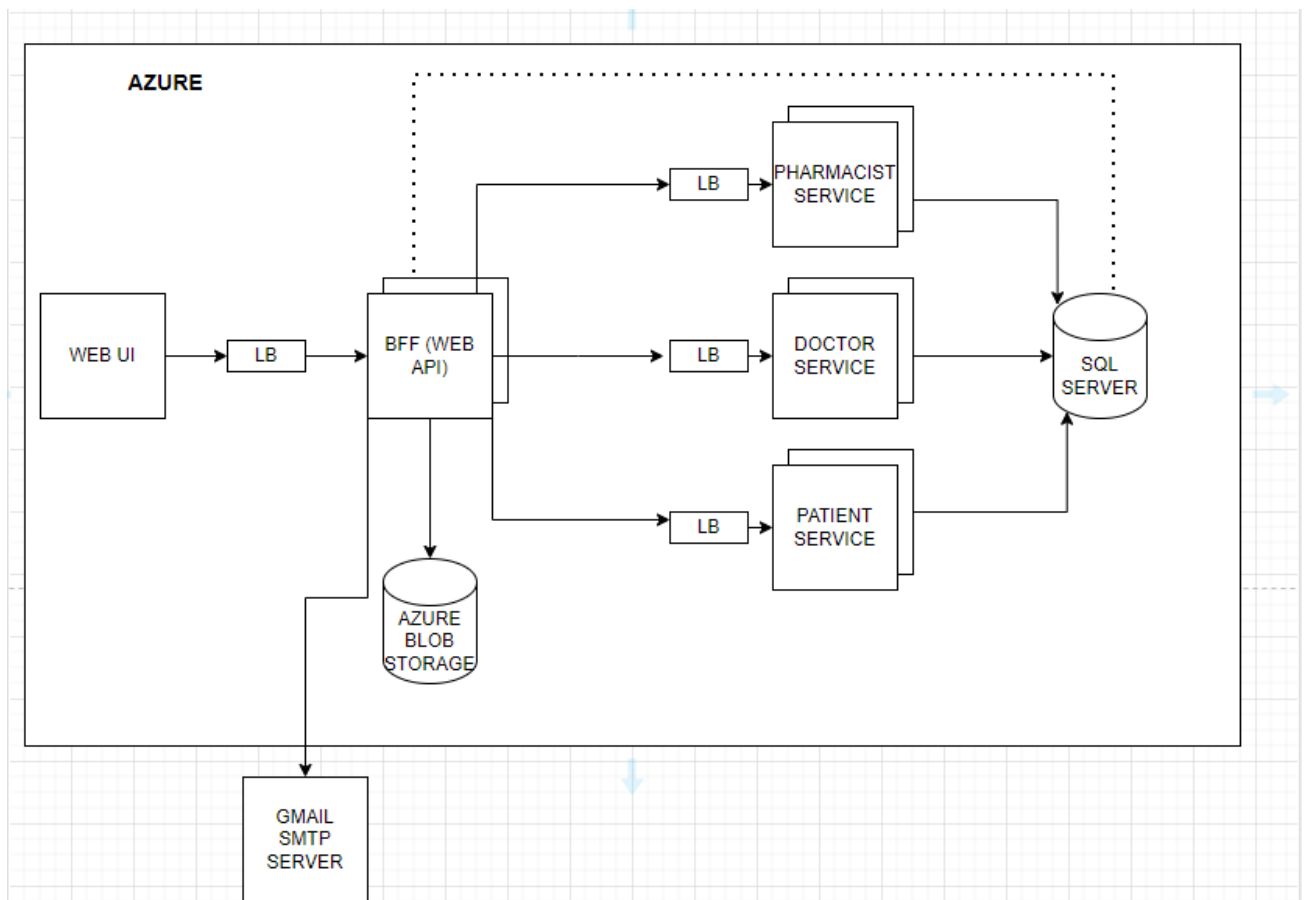 AZURE
PHARMACIST
SERVICE
LB
WEB UI
LB
BFF (WEB
API)
LB
DOCTOR
SERVICE
SQL
SERVER
LB
PATIENT
SERVICE
AZURE
BLOB
STORAGE
GMAIL
SMTP
SERVER